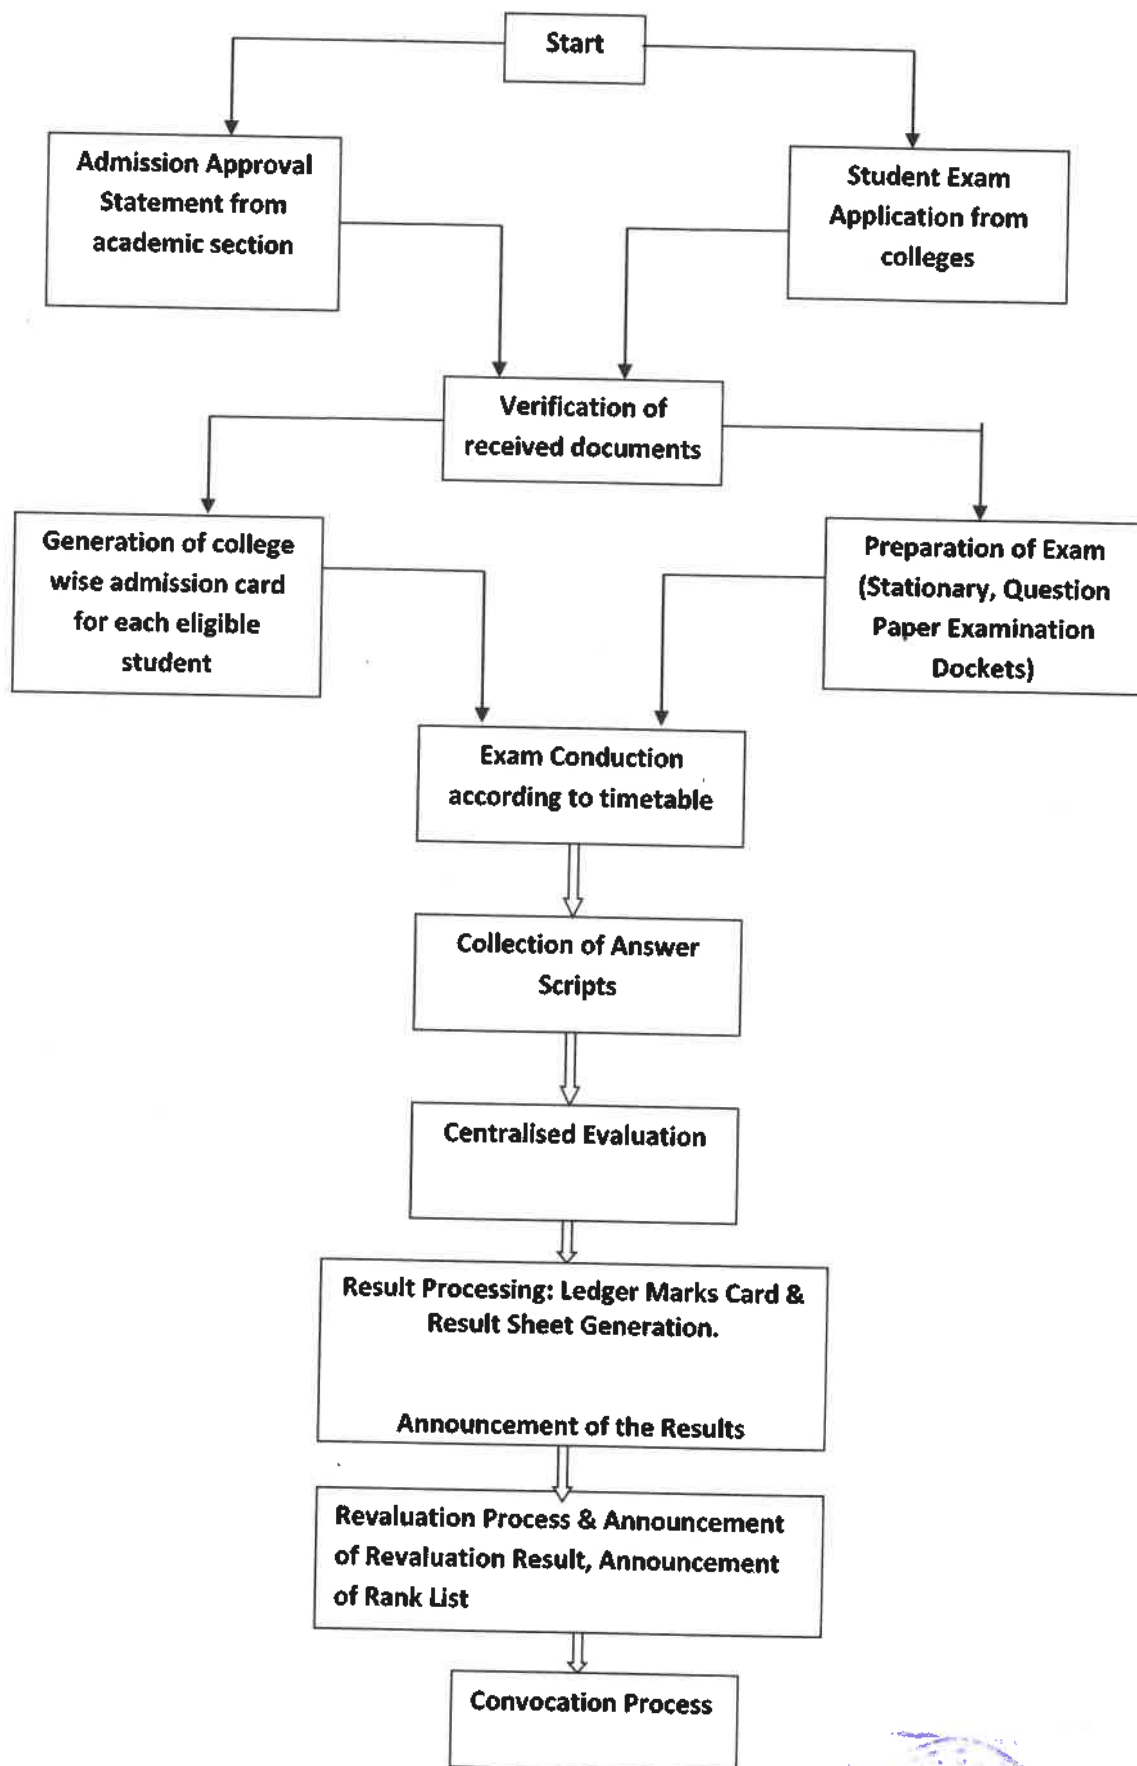 Start
Admission Approval
Statement from
academic section
Student Exam
Application from
colleges
Verification of
received documents
Generation of college
wise admission card
for each eligible
student
Preparation of Exam
(Stationary, Question
Paper Examination
Dockets)
Exam Conduction
according to timetable
Collection of Answer
Scripts
Centralised Evaluation
Result Processing: Ledger Marks Card &
Result Sheet Generation.
Announcement of the Results
Revaluation Process & Announcement
of Revaluation Result, Announcement
of Rank List
Convocation Process